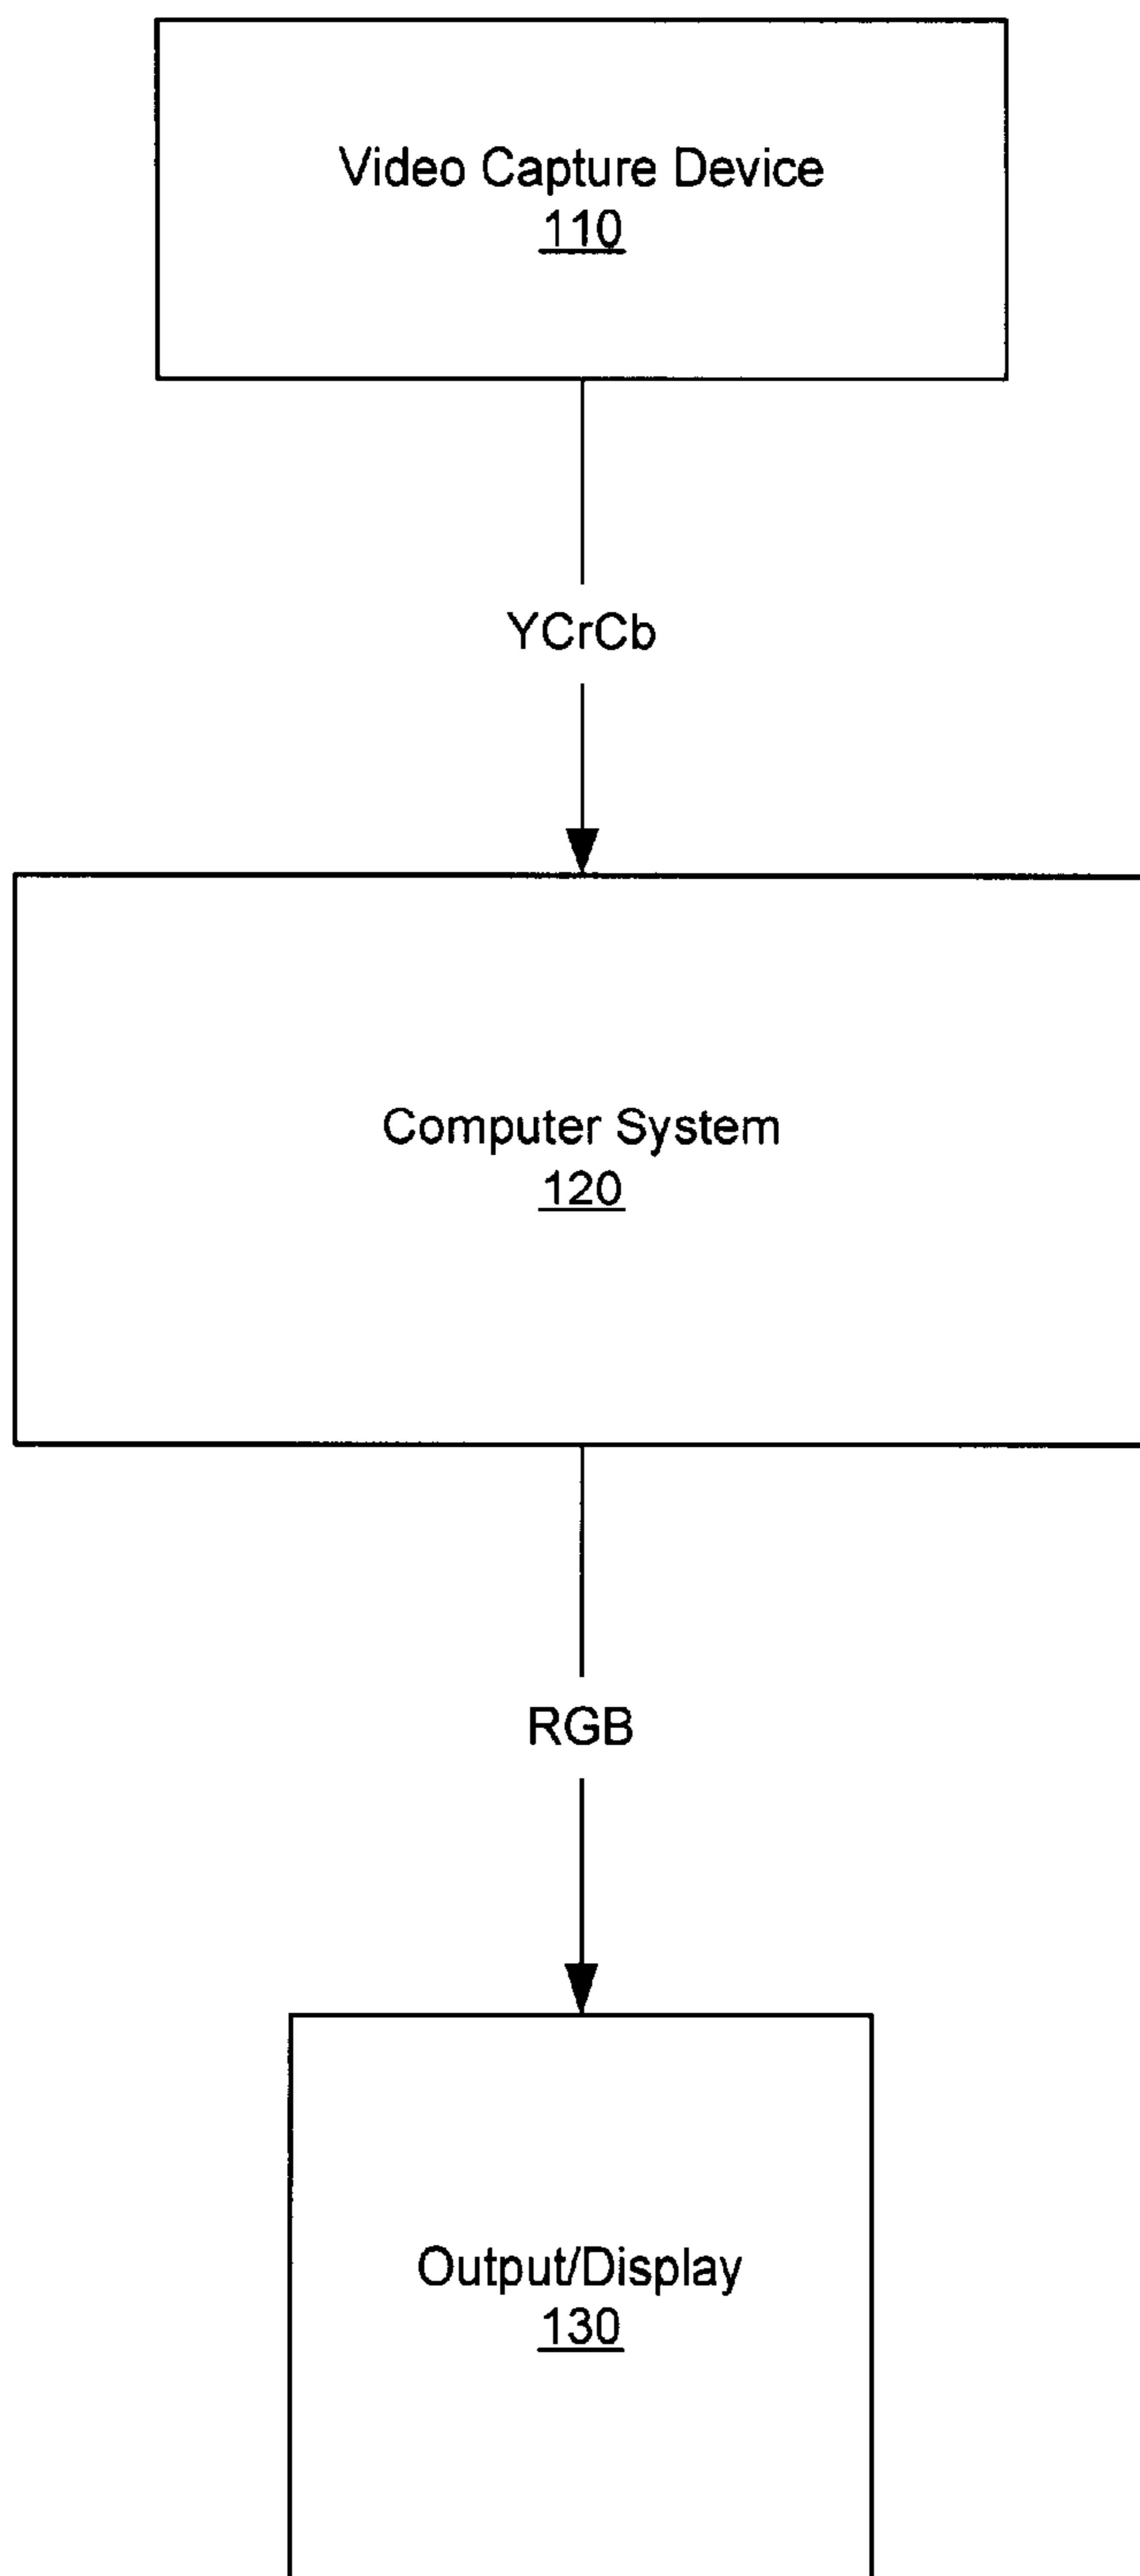 Video Capture Device
110
YCrCb
Computer System
120
RGB
Output/Display
130